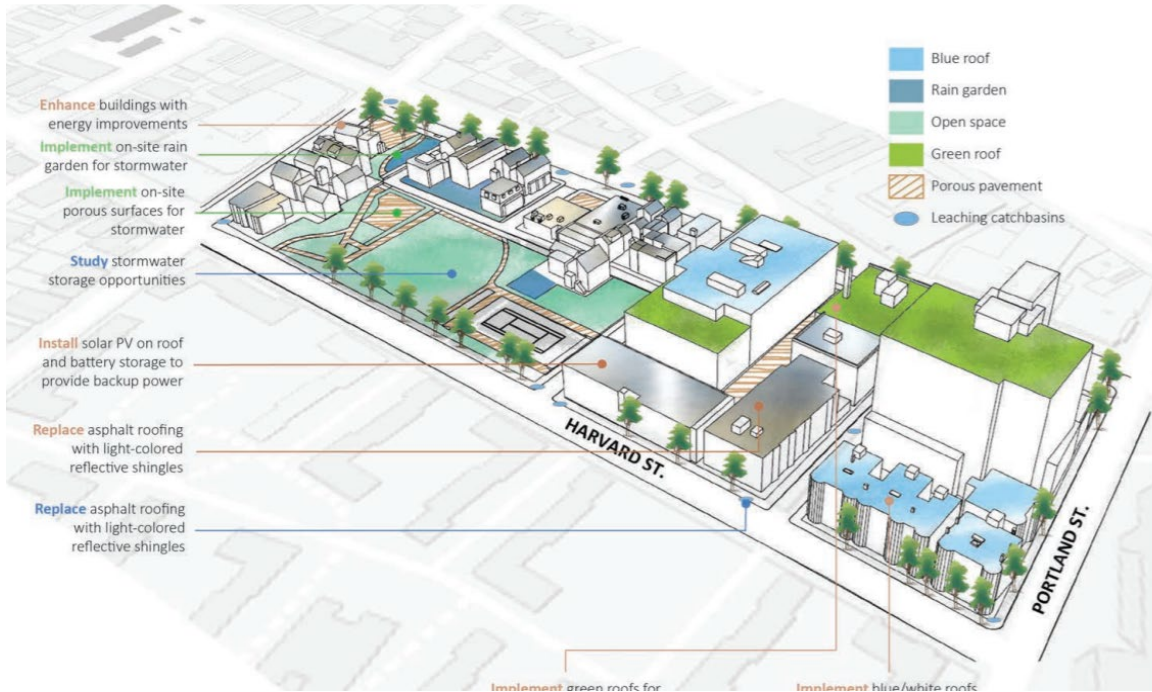 Blue roof
Rain garden
Open space
Green roof
Porous pavement
Leaching catchbasins
Enhance buildings with
energy improvements
Implement on-site rain
garden for stormwater
Implement on-site
porous surfaces for
stormwater
Study stormwater
storage opportunities
Install solar PV on roof
and battery storage to
provide backup power
Replace asphalt roofing
with light-colored
reflective shingles
Replace asphalt roofing
with light-colored
reflective shingles
HARVARD ST.
PORTLAND ST.
Implement green roofs for
Implement blue/white roofs